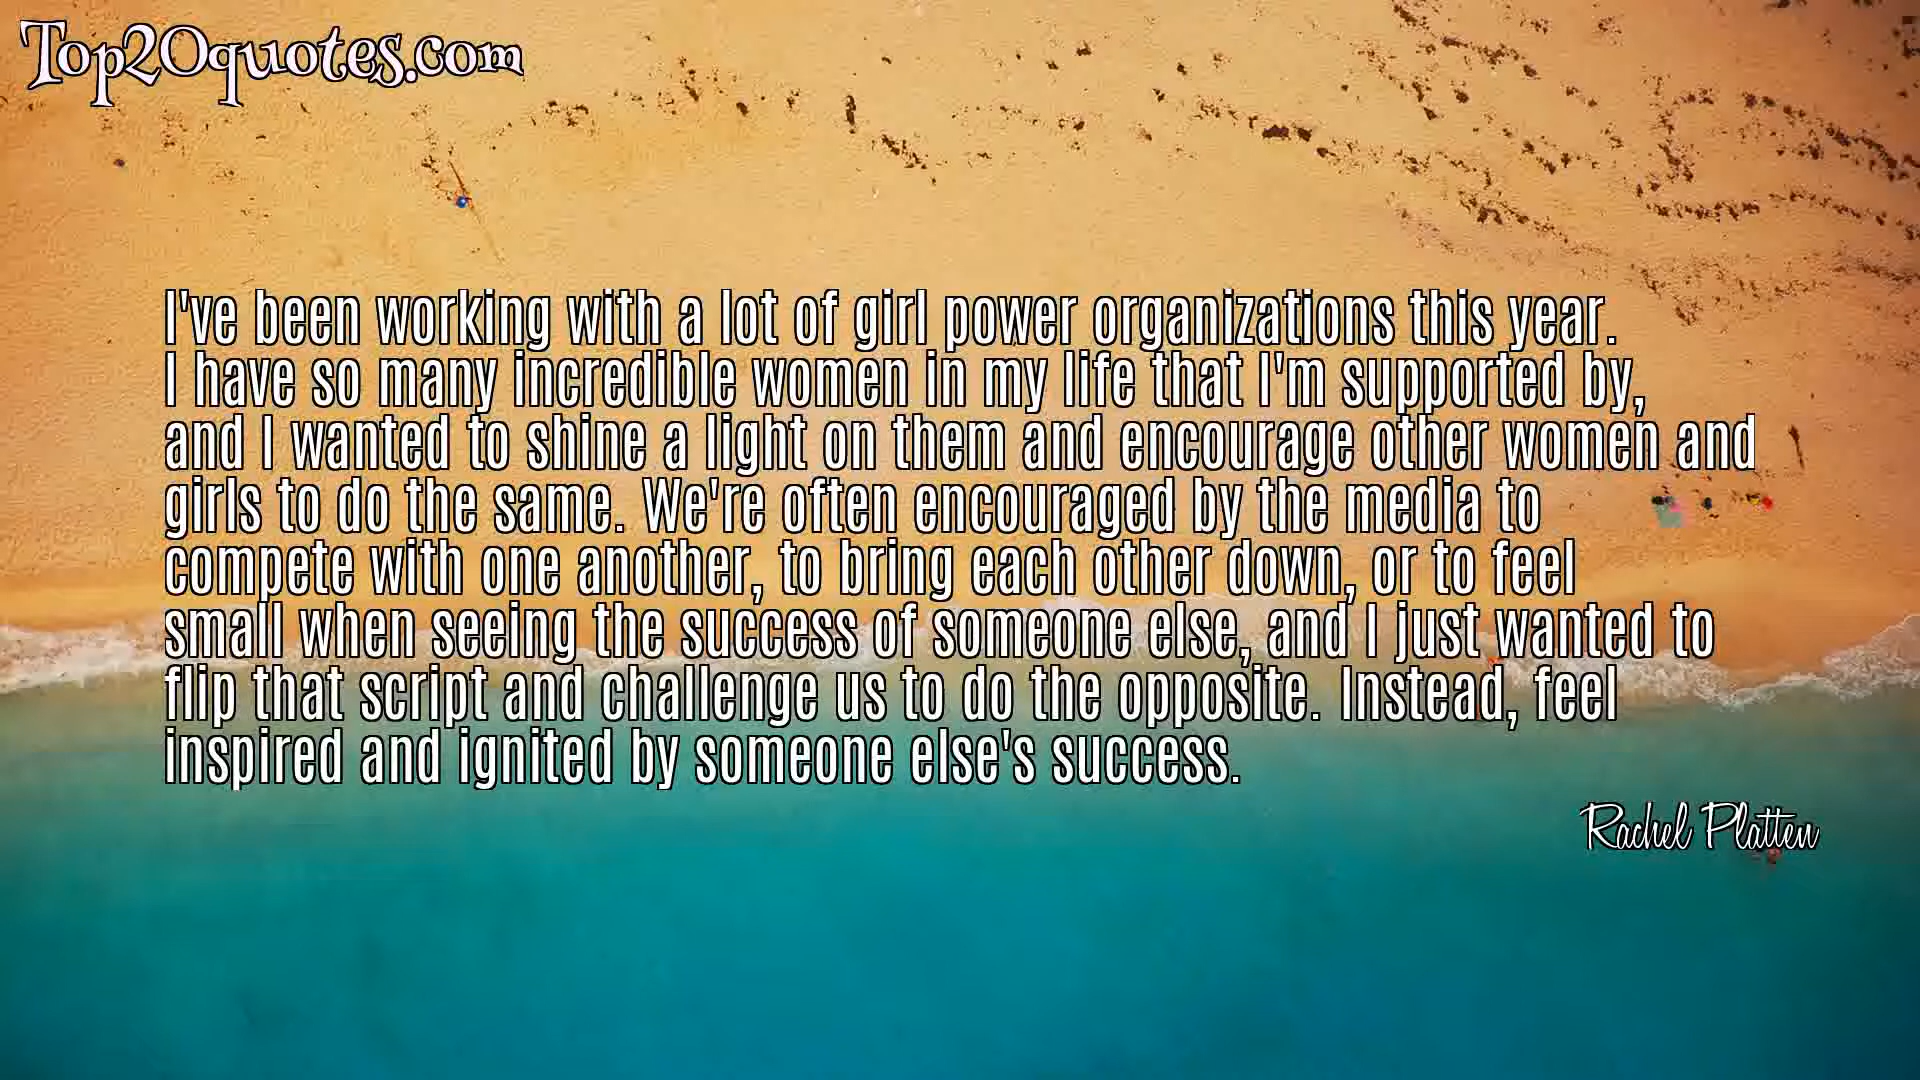 Top20quotes.com
I've been working with a lot of girl power organizations this year.
I have so many incredible women in my life that I'm supported by,
and I wanted to shine a light on them and encourage other women and
girls to do the same. We're often encouraged by the media to
compete with one another, to bring each other down, or to feel
small when seeing the success of someone else, and I just wanted to
flip that script and challenge us to do the opposite. Instead, feel
inspired and ignited by someone else's success.
Rachel Platten